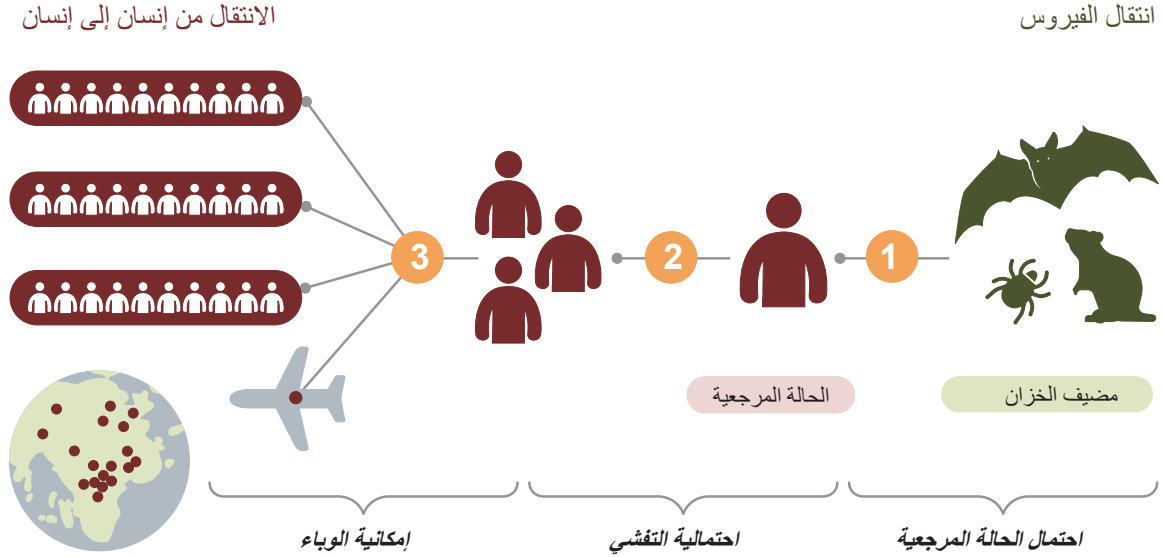 انتقال الفيروس
الانتقال من إنسان إلى إنسان
1
2
3
مضيف الخزان
الحالة المرجعية
احتمال الحالة المرجعية
احتمالية التفشي
إمكانية الوباء